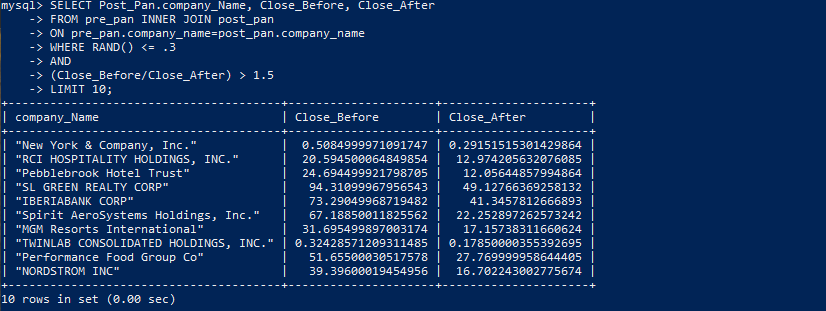 mysql> SELECT Post_Pan.company_Name, Close_Before, Close_After
    -> FROM pre_pan INNER JOIN post_pan
    -> ON pre_pan.company_name=post_pan.company_name
    -> WHERE RAND() <= .3
    -> AND
    -> (Close_Before/Close_After) > 1.5
    -> LIMIT 10;
+--------------------------------------+---------------------+---------------------+
| company_Name                         | Close_Before        | Close_After         |
+--------------------------------------+---------------------+---------------------+
| "New York & Company, Inc."           |  0.5084999971091747 | 0.29151515301429864 |
| "RCI HOSPITALITY HOLDINGS, INC."     |  20.594500064849854 |  12.974205632076085 |
| "Pebblebrook Hotel Trust"            |  24.694499921798705 |   12.05644857994864 |
| "SL GREEN REALTY CORP"               |   94.31099967956543 |   49.12766369258132 |
| "IBERIABANK CORP"                    |   73.29049968719482 |    41.3457812666893 |
| "Spirit AeroSystems Holdings, Inc."  |   67.18850011825562 |  22.252897262573242 |
| "MGM Resorts International"          |  31.695499897003174 |   17.15738311660624 |
| "TWINLAB CONSOLIDATED HOLDINGS, INC." | 0.32428571209311485 | 0.17850000355392695 |
| "Performance Food Group Co"          |   51.65500030517578 |  27.769999958644405 |
| "NORDSTROM INC"                      |   39.39600019454956 |  16.702243002775674 |
+--------------------------------------+---------------------+---------------------+
10 rows in set (0.00 sec)